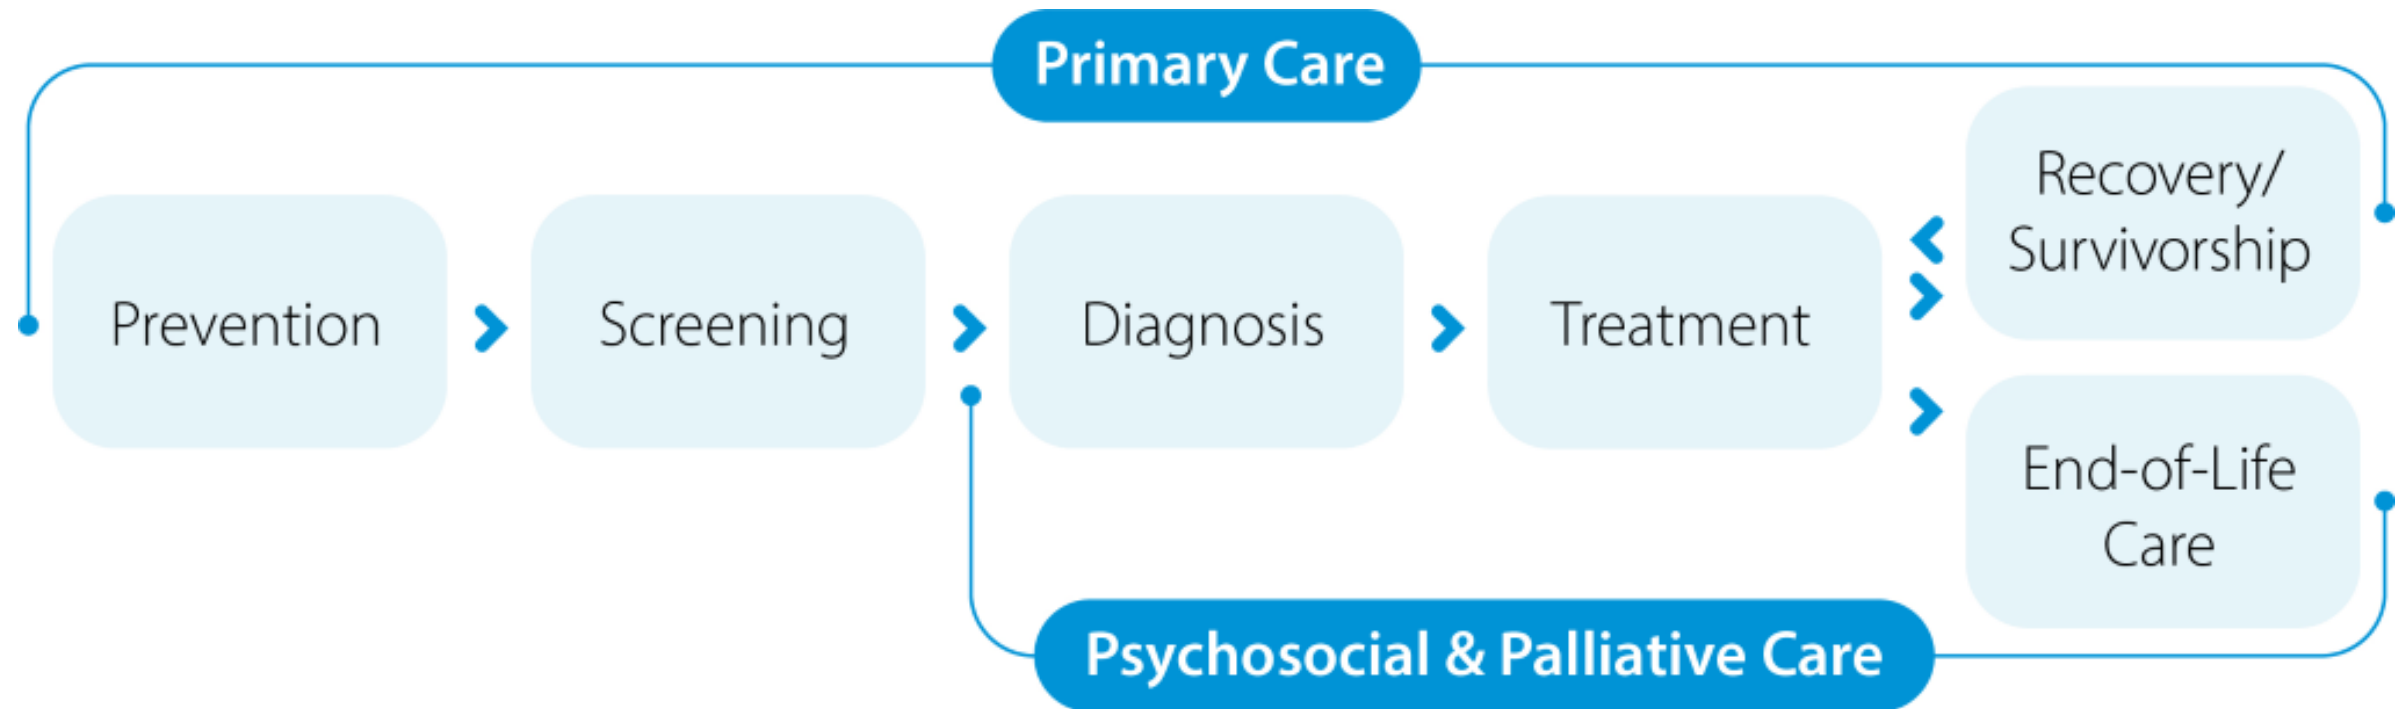 Primary Care
Prevention
Screening
Diagnosis
Treatment
Recovery/
Survivorship
End-of-Life
Care
Psychosocial & Palliative Care